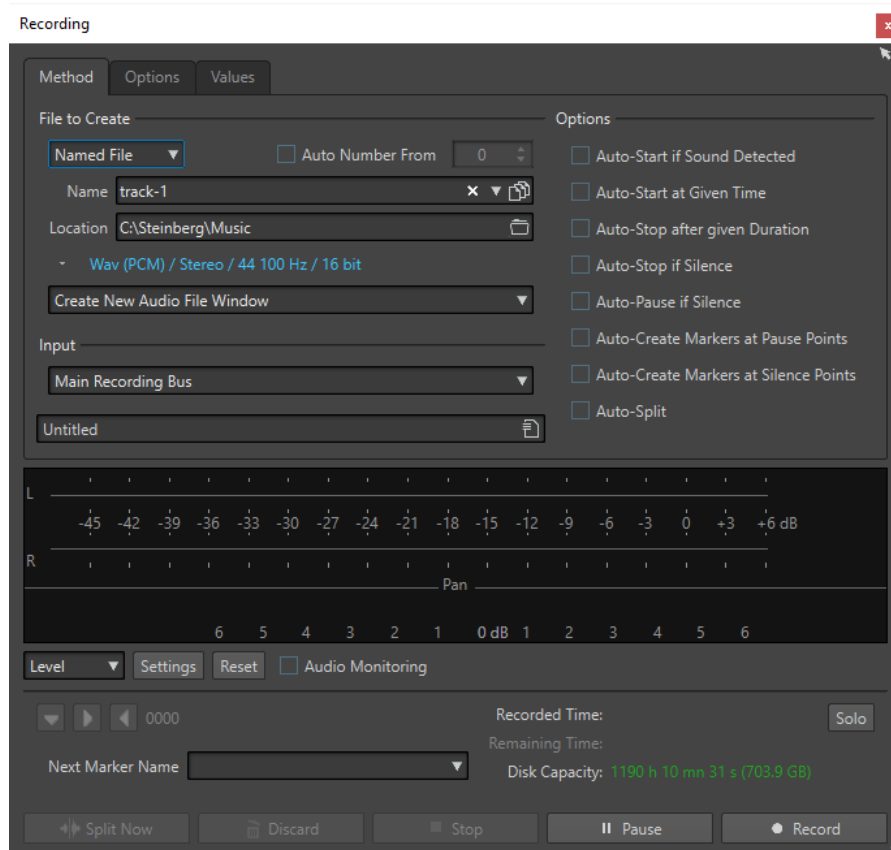 Recording
x
Method Options Values
File to Create
Named File Auto Number From 0
Name track-1
Location C:\Steinberg\Music
Wav (PCM) / Stereo / 44 100 Hz / 16 bit
Create New Audio File Window
Input
Main Recording Bus
Untitled
Options
Auto-Start if Sound Detected
Auto-Start at Given Time
Auto-Stop after given Duration
Auto-Stop if Silence
Auto-Pause if Silence
Auto-Create Markers at Pause Points
Auto-Create Markers at Silence Points
Auto-Split
L
-45 -42 -39 -36 -33 -30 -27 -24 -21 -18 -15 -12 -9 -6 -3 0 +3 +6 dB
R
Pan
6 5 4 3 2 1 0 dB 1 2 3 4 5 6
Level Settings Reset Audio Monitoring
0000
Next Marker Name
Recorded Time:
Solo
Remaining Time:
Disk Capacity: 1190 h 10 mn 31 s (703.9 GB)
Split Now Discard Stop Pause Record